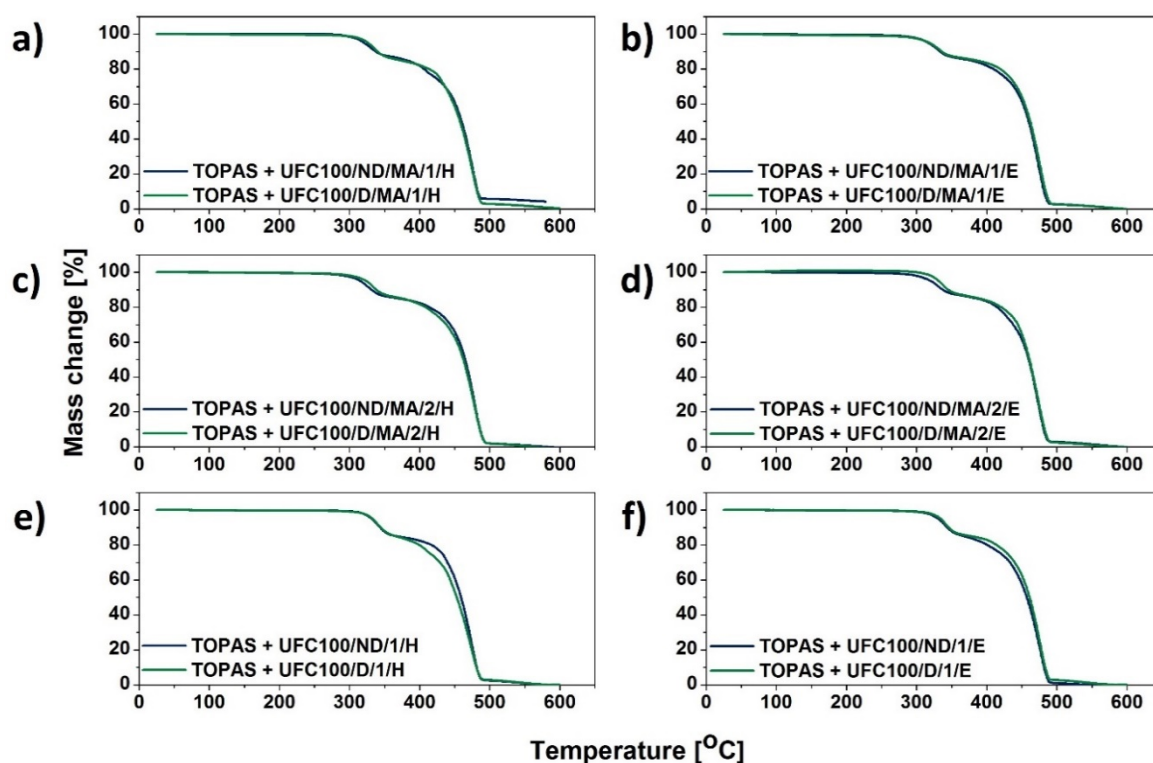 a)
100
80
60
40
20
0
TOPAS + UFC100/ND/MA/1/H
TOPAS + UFC100/D/MA/1/H
0 100 200 300 400 500 600
b)
100
80
60
40
20
0
TOPAS + UFC100/ND/MA/1/E
TOPAS + UFC100/D/MA/1/E
0 100 200 300 400 500 600
c)
100
80
60
40
20
0
TOPAS + UFC100/ND/MA/2/H
TOPAS + UFC100/D/MA/2/H
0 100 200 300 400 500 600
d)
100
80
60
40
20
0
TOPAS + UFC100/ND/MA/2/E
TOPAS + UFC100/D/MA/2/E
0 100 200 300 400 500 600
e)
100
80
60
40
20
0
TOPAS + UFC100/ND/1/H
TOPAS + UFC100/D/1/H
0 100 200 300 400 500 600
f)
100
80
60
40
20
0
TOPAS + UFC100/ND/1/E
TOPAS + UFC100/D/1/E
0 100 200 300 400 500 600
Mass change [%]
Temperature [°C]